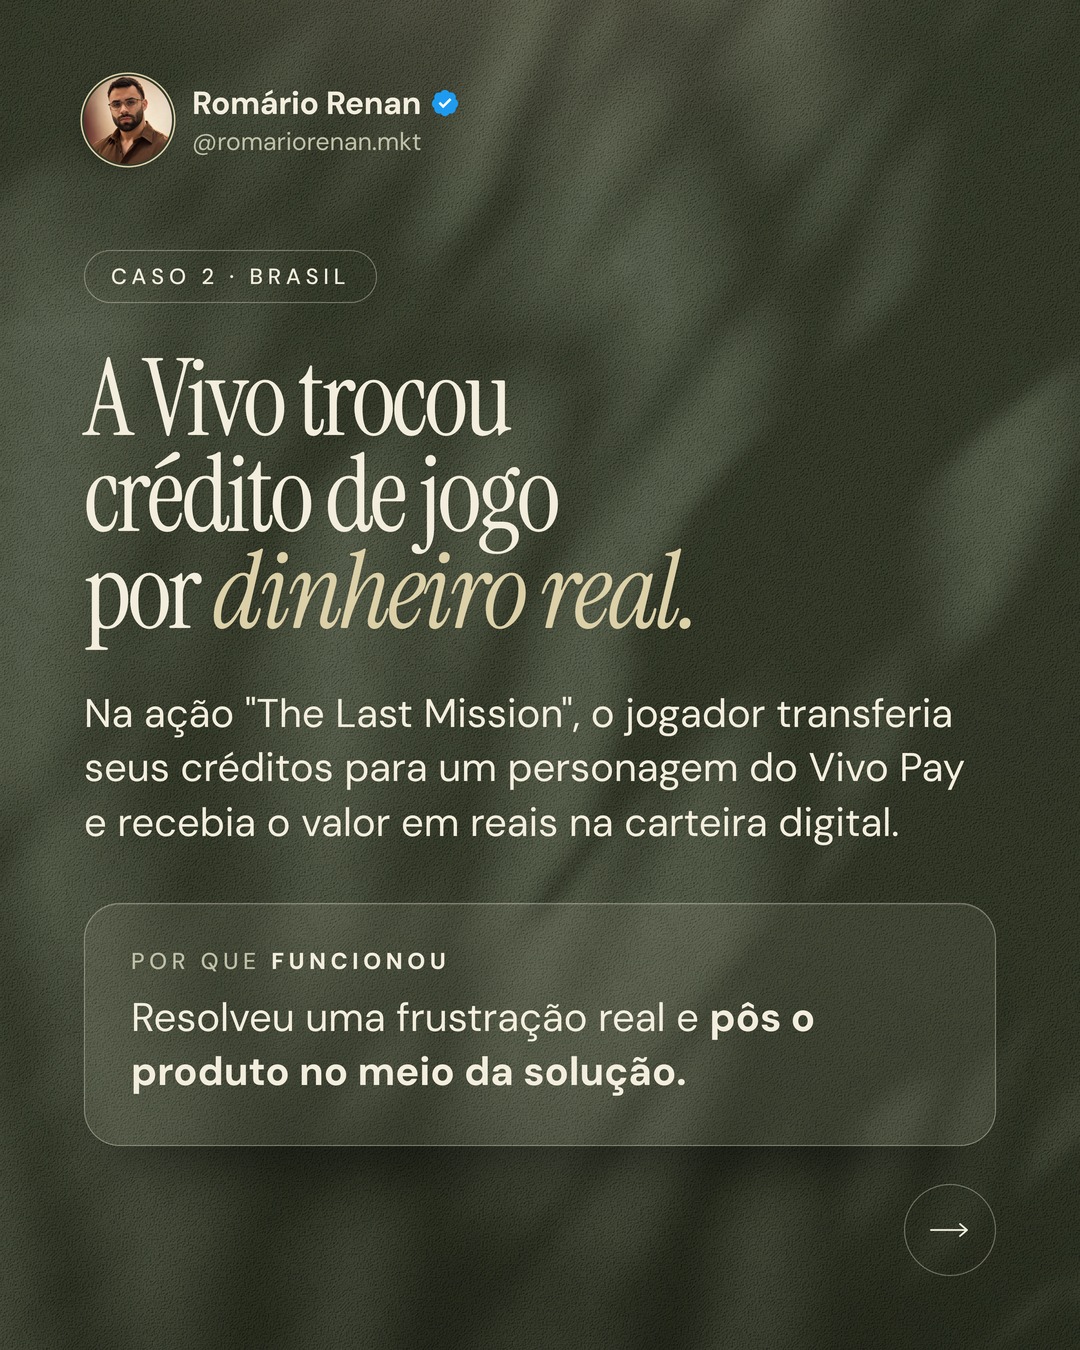 Romário Renan
@romariorenan.mkt
CASO 2 · BRASIL
A Vivo trocou
crédito de jogo
por dinheiro real.
Na ação "The Last Mission", o jogador transferia
seus créditos para um personagem do Vivo Pay
e recebia o valor em reais na carteira digital.
POR QUE FUNCIONOU
Resolveu uma frustração real e pôs o
produto no meio da solução.